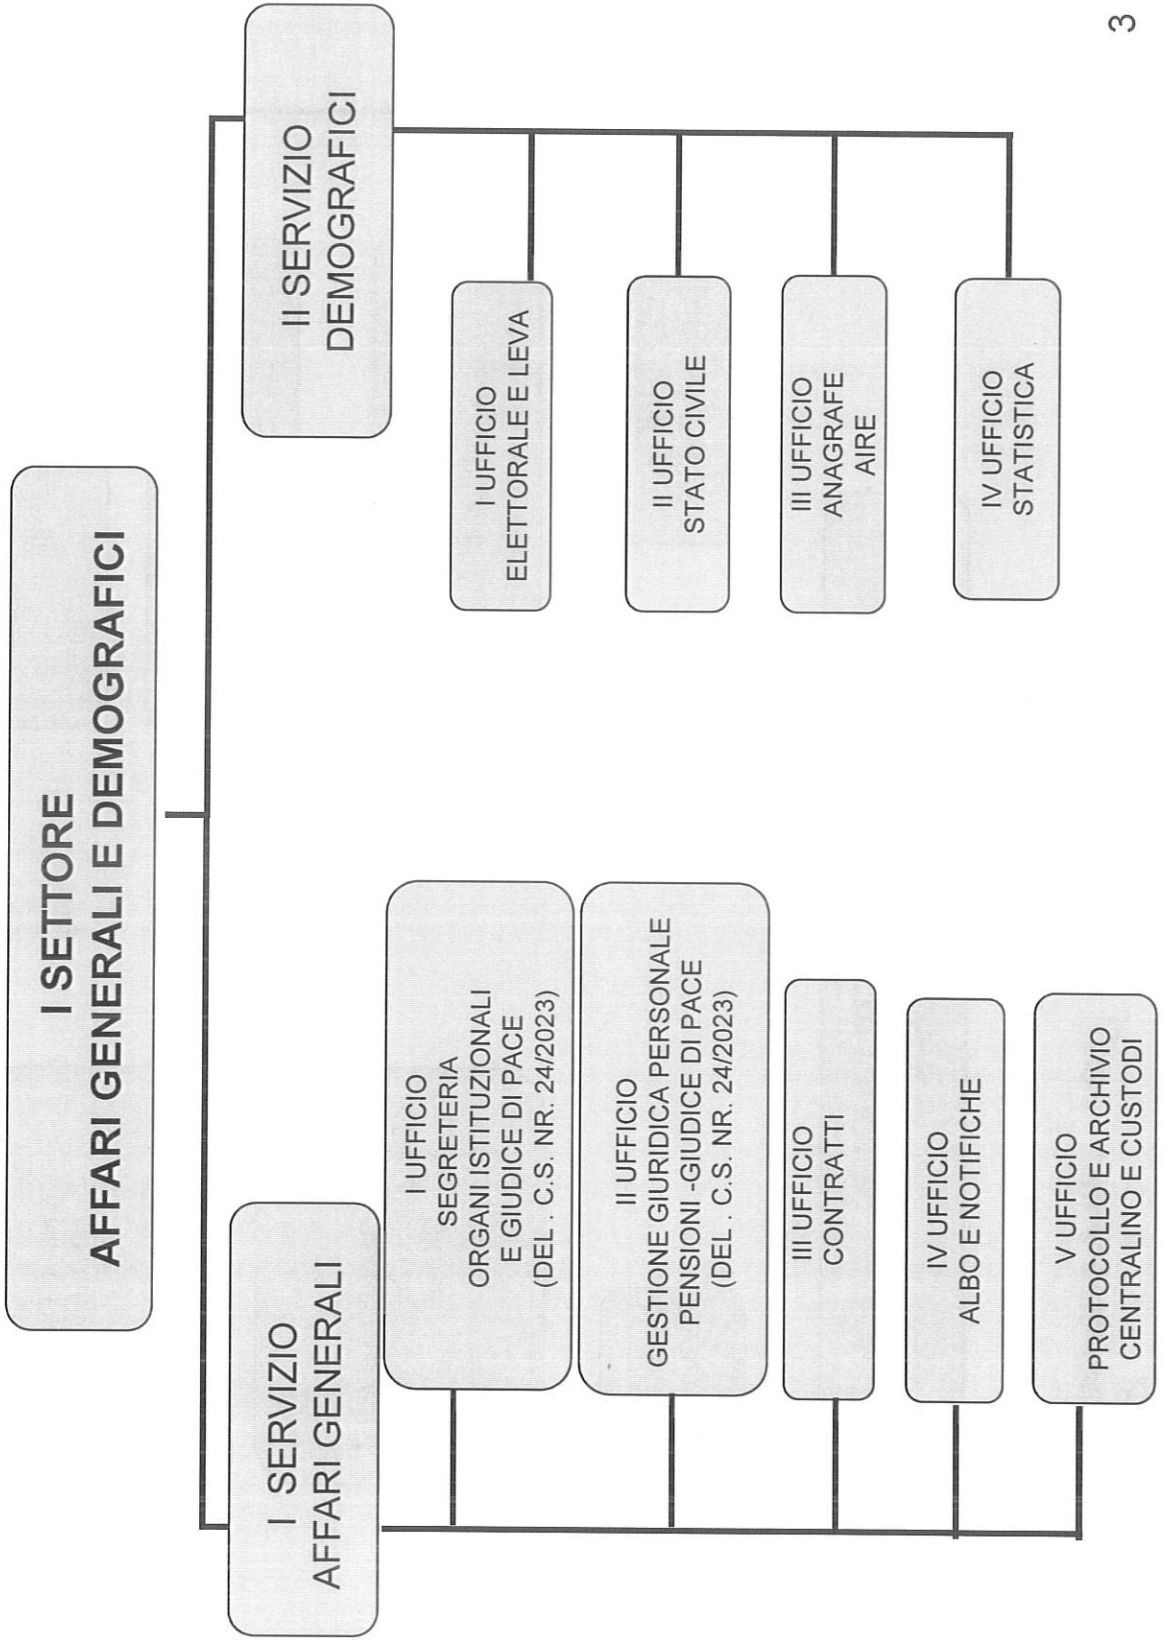 I SETTORE
AFFARI GENERALI E DEMOGRAFICI
I SERVIZIO
AFFARI GENERALI
I UFFICIO
SEGRETERIA
ORGANI ISTITUZIONALI
E GIUDICE DI PACE
(DEL . C.S. NR. 24/2023)
II UFFICIO
GESTIONE GIURIDICA PERSONALE
PENSIONI -GIUDICE DI PACE
(DEL . C.S. NR. 24/2023)
III UFFICIO
CONTRATTI
IV UFFICIO
ALBO E NOTIFICHE
V UFFICIO
PROTOCOLLO E ARCHIVIO
CENTRALINO E CUSTODI
II SERVIZIO
DEMOGRAFICI
I UFFICIO
ELETTORALE E LEVA
II UFFICIO
STATO CIVILE
III UFFICIO
ANAGRAFE
AIRE
IV UFFICIO
STATISTICA
3